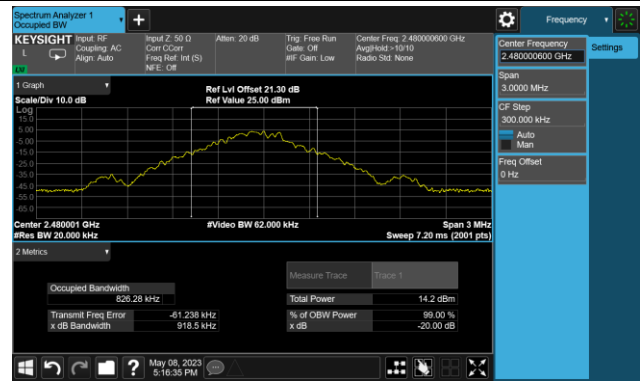 Spectrum Analyzer 1
Occupied BW
+
Frequency
KEYSIGHT
L
Input: RF
Coupling: AC
Align: Auto
Input Z: 50 Ω
Corr CCorr
Freq Ref: Int (S)
NFE: Off
Atten: 20 dB
Trig: Free Run
Gate: Off
#IF Gain: Low
Center Freq: 2.480000600 GHz
Avg|Hold:>10/10
Radio Std: None
Center Frequency
2.480000600 GHz
Settings
Span
3.0000 MHz
CF Step
300.000 kHz
Auto
Man
Freq Offset
0 Hz
1 Graph
Scale/Div 10.0 dB
Ref Lvl Offset 21.30 dB
Ref Value 25.00 dBm
Log
15.0
5.00
-5.00
-15.0
-25.0
-35.0
-45.0
-55.0
-65.0
Center 2.480001 GHz
#Res BW 20.000 kHz
#Video BW 62.000 kHz
Span 3 MHz
Sweep 7.20 ms (2001 pts)
2 Metrics
Measure Trace
Trace 1
Occupied Bandwidth
826.28 kHz
Total Power
14.2 dBm
Transmit Freq Error
-61.238 kHz
% of OBW Power
99.00 %
x dB Bandwidth
918.5 kHz
x dB
-20.00 dB
?
May 08, 2023
5:16:35 PM